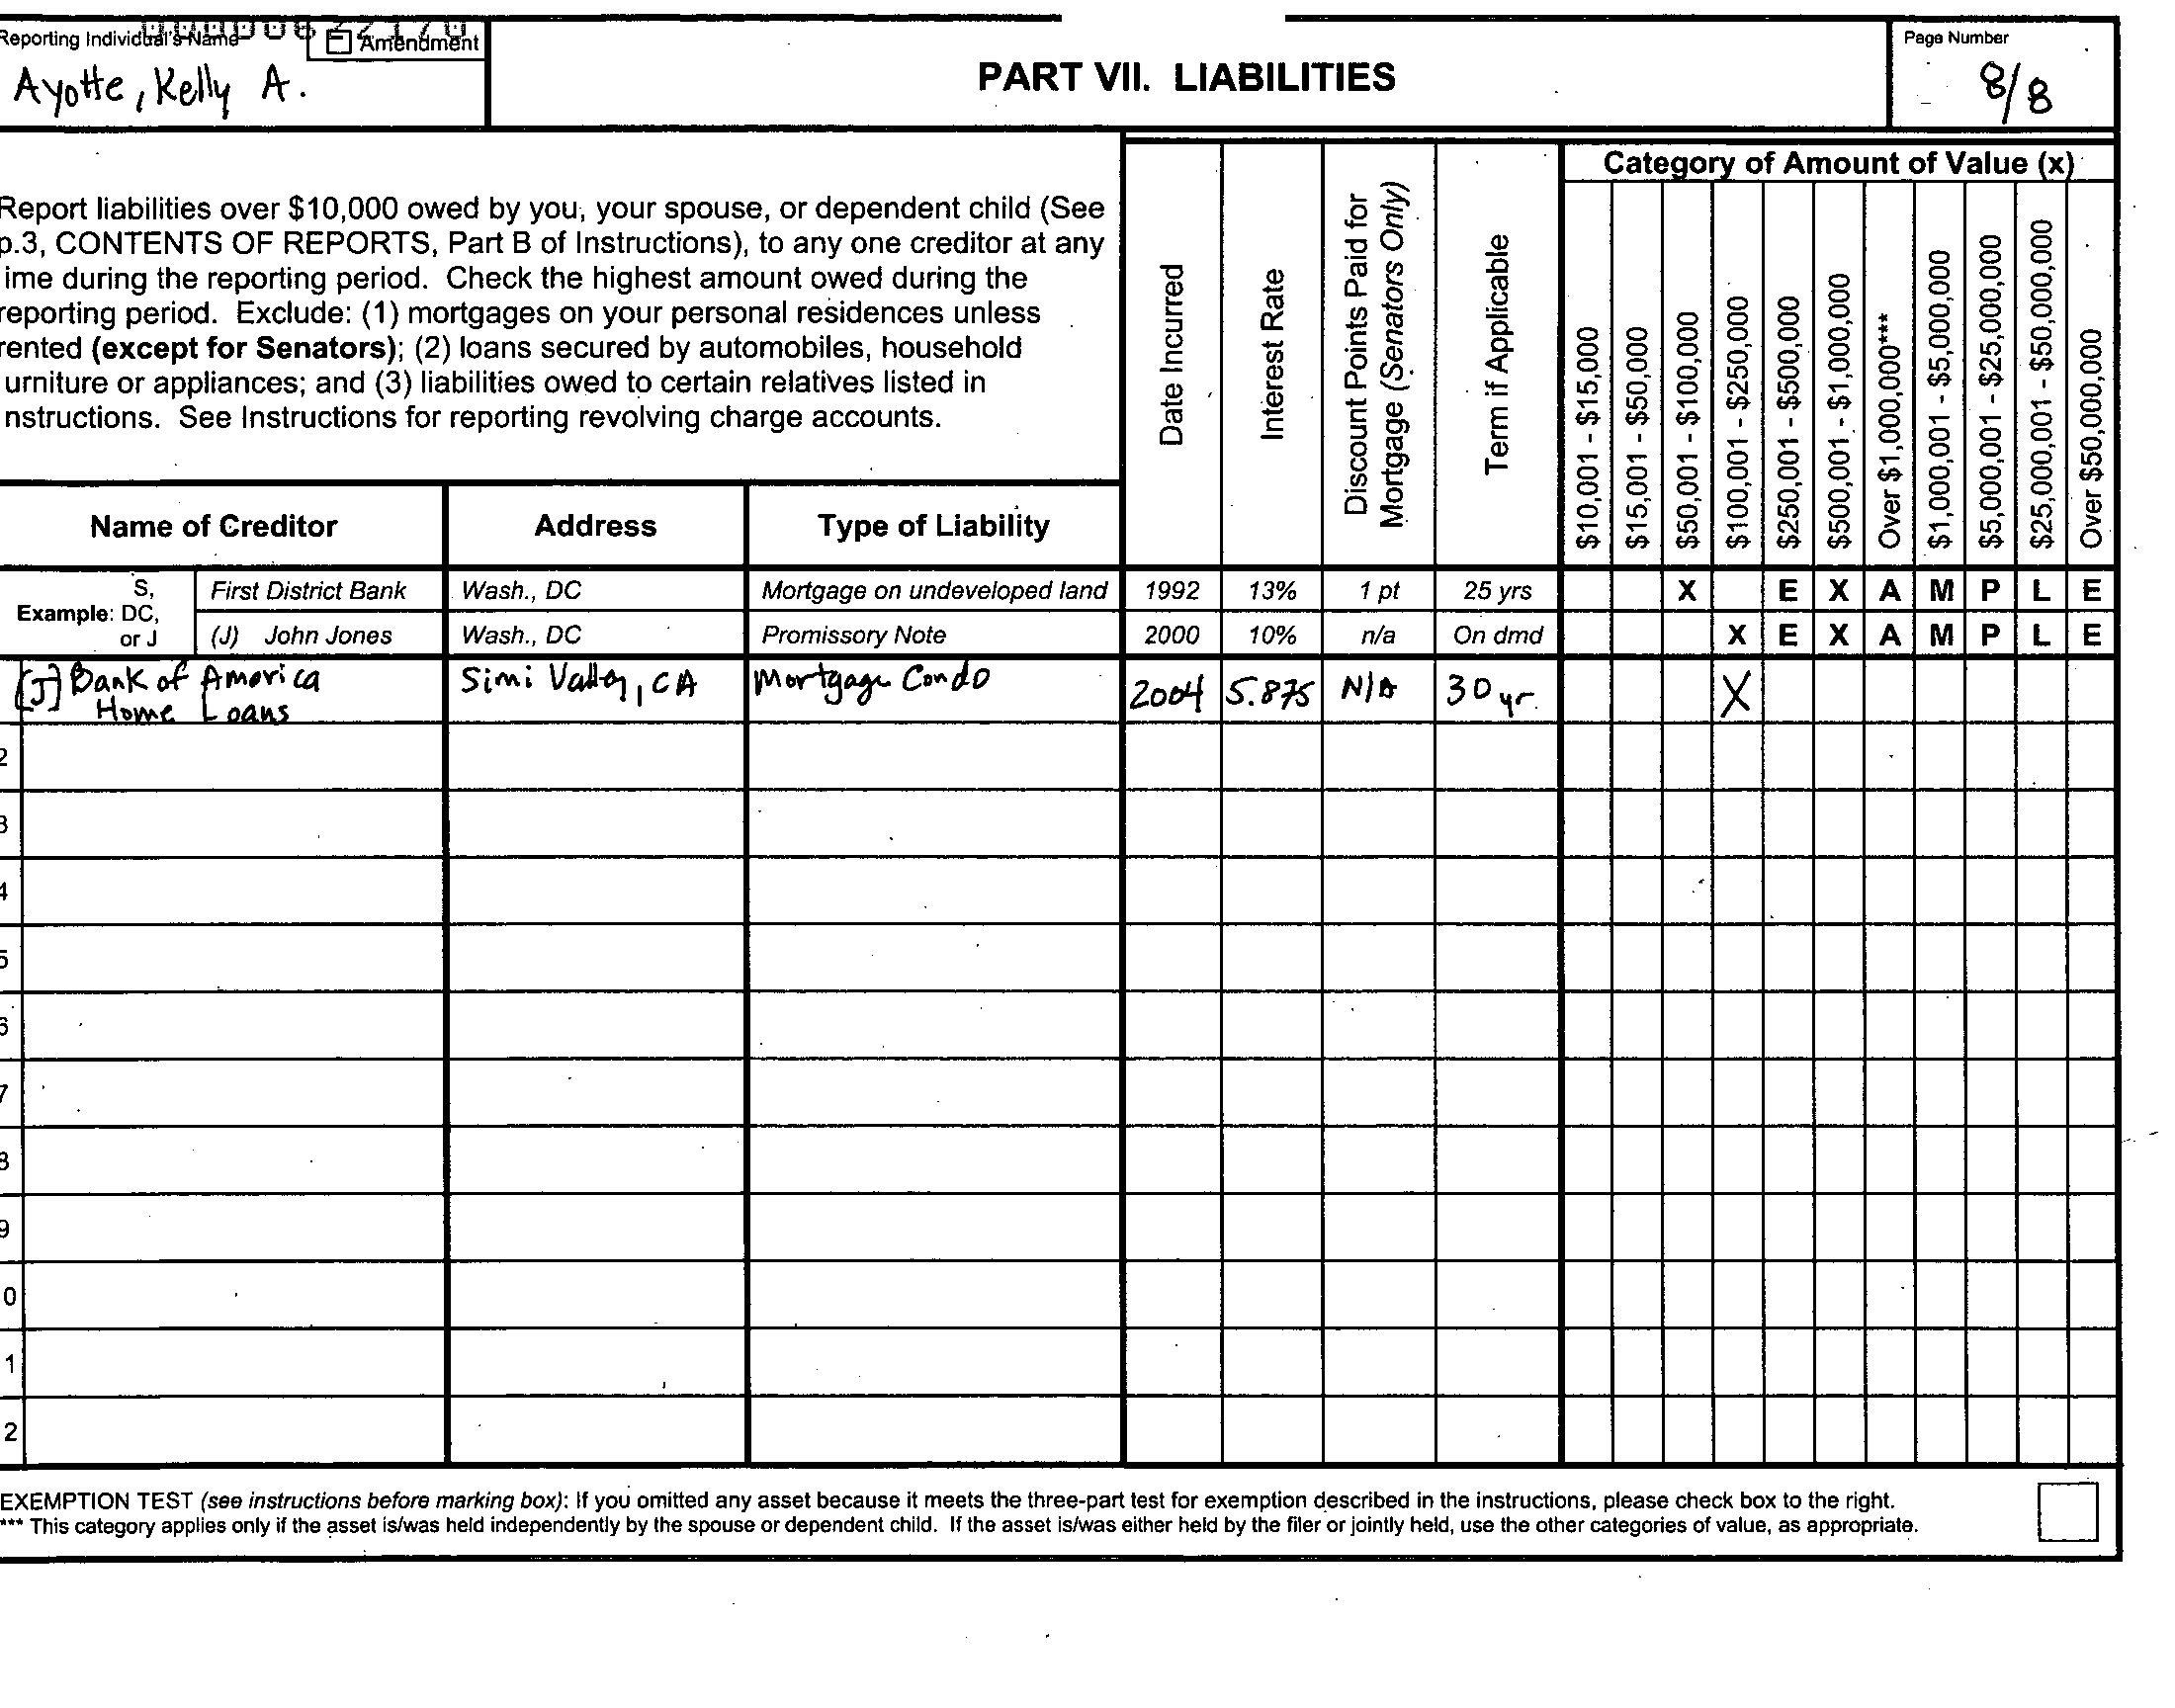 Reporting Individual's Name
Amendment
Ayotte, Kelly A.
PART VII. LIABILITIES
Page Number
8/8
Report liabilities over $10,000 owed by you, your spouse, or dependent child (See
p.3, CONTENTS OF REPORTS, Part B of Instructions), to any one creditor at any
ime during the reporting period. Check the highest amount owed during the
reporting period. Exclude: (1) mortgages on your personal residences unless
rented (except for Senators); (2) loans secured by automobiles, household
urniture or appliances; and (3) liabilities owed to certain relatives listed in
nstructions. See Instructions for reporting revolving charge accounts.
Date Incurred
Interest Rate
Discount Points Paid for
Mortgage (Senators Only)
Term if Applicable
Category of Amount of Value (x)
$10,001 - $15,000
$15,001 - $50,000
$50,001 - $100,000
$100,001 - $250,000
$250,001 - $500,000
$500,001 - $1,000,000
Over $1,000,000***
$1,000,001 - $5,000,000
$5,000,001 - $25,000,000
$25,000,001 - $50,000,000
Over $50,000,000
Name of Creditor Address Type of Liability
Example: S, DC, or J
First District Bank Wash., DC Mortgage on undeveloped land 1992 13% 1 pt 25 yrs X E X A M P L E
(J) John Jones Wash., DC Promissory Note 2000 10% n/a On dmd X E X A M P L E
[J] Bank of America Simi Valley, CA Mortgage Condo 2004 5.875 N/A 30 yr. X
Home Loans
2
3
4
5
6
7
8
9
0
1
2
EXEMPTION TEST (see instructions before marking box): If you omitted any asset because it meets the three-part test for exemption described in the instructions, please check box to the right.
*** This category applies only if the asset is/was held independently by the spouse or dependent child. If the asset is/was either held by the filer or jointly held, use the other categories of value, as appropriate.